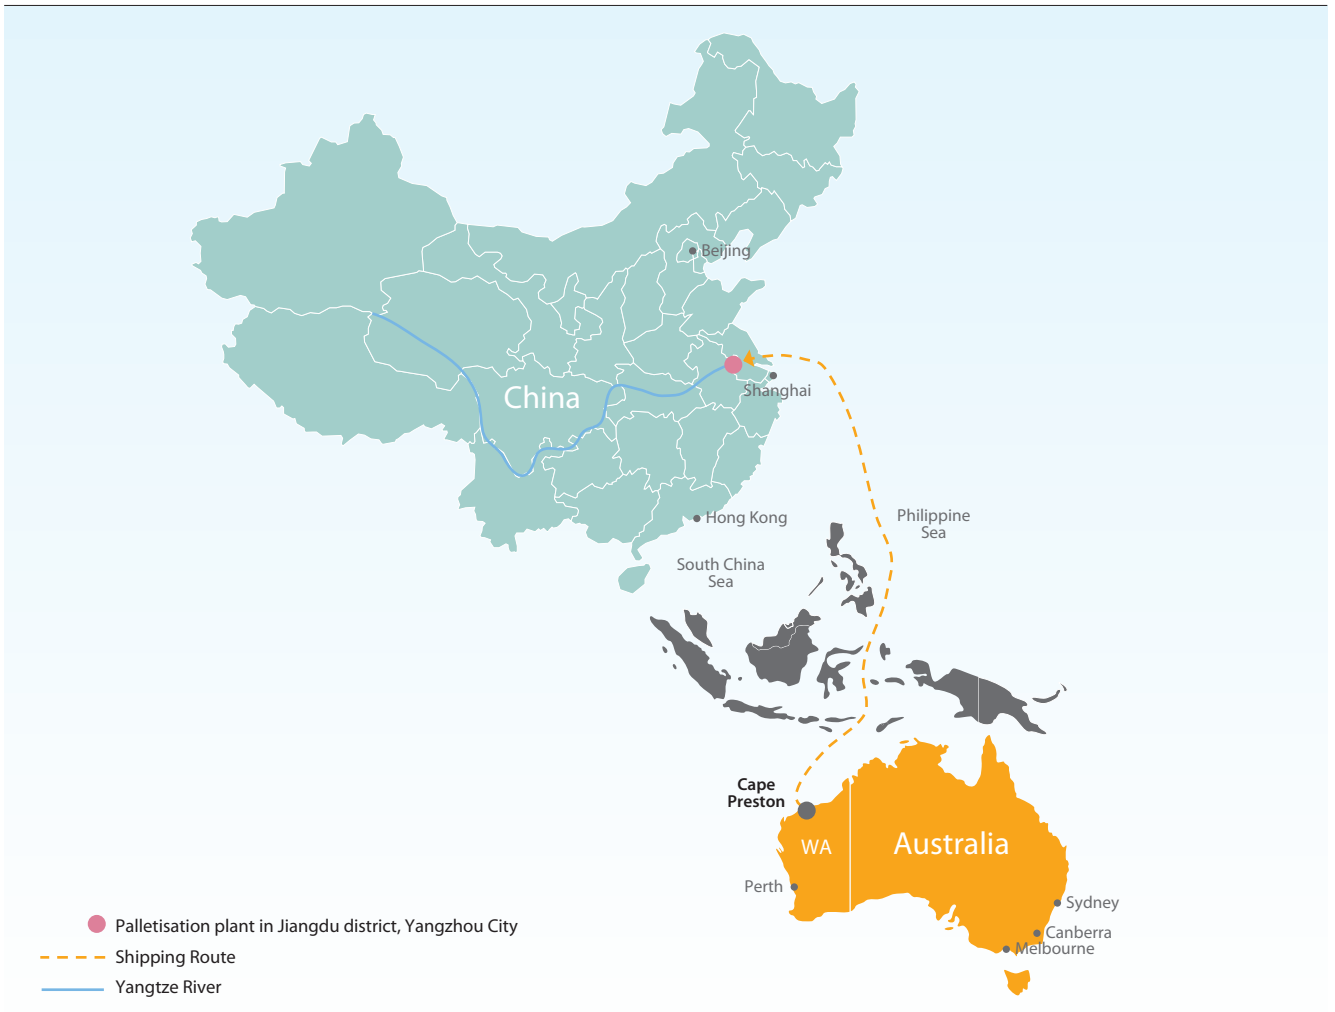 Beijing
China
Shanghai
Hong Kong
Philippine
Sea
South China
Sea
Cape
Preston
WA
Australia
Perth
Sydney
Canberra
Melbourne
Palletisation plant in Jiangdu district, Yangzhou City
Shipping Route
Yangtze River